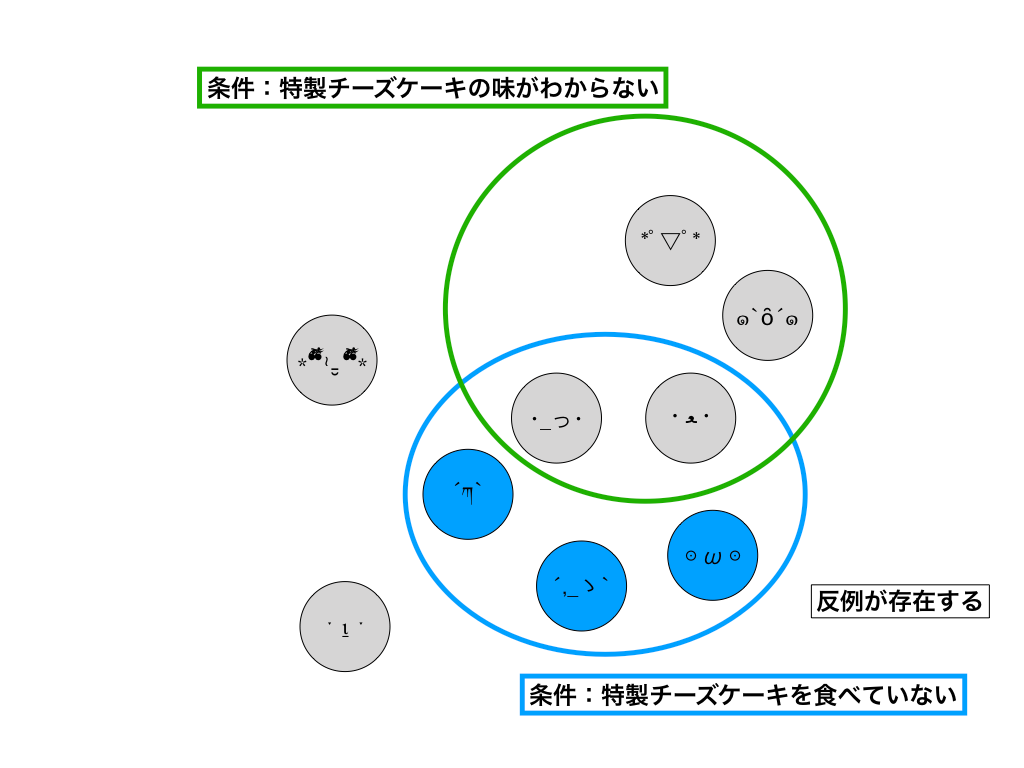 条件：特製チーズケーキの味がわからない
*ﾟ▽ﾟ*
๑`ȏ´๑
･_っ･
･ﻌ･
´ཀ`
⊙ω⊙
´,_ゝ`
反例が存在する
条件：特製チーズケーキを食べていない